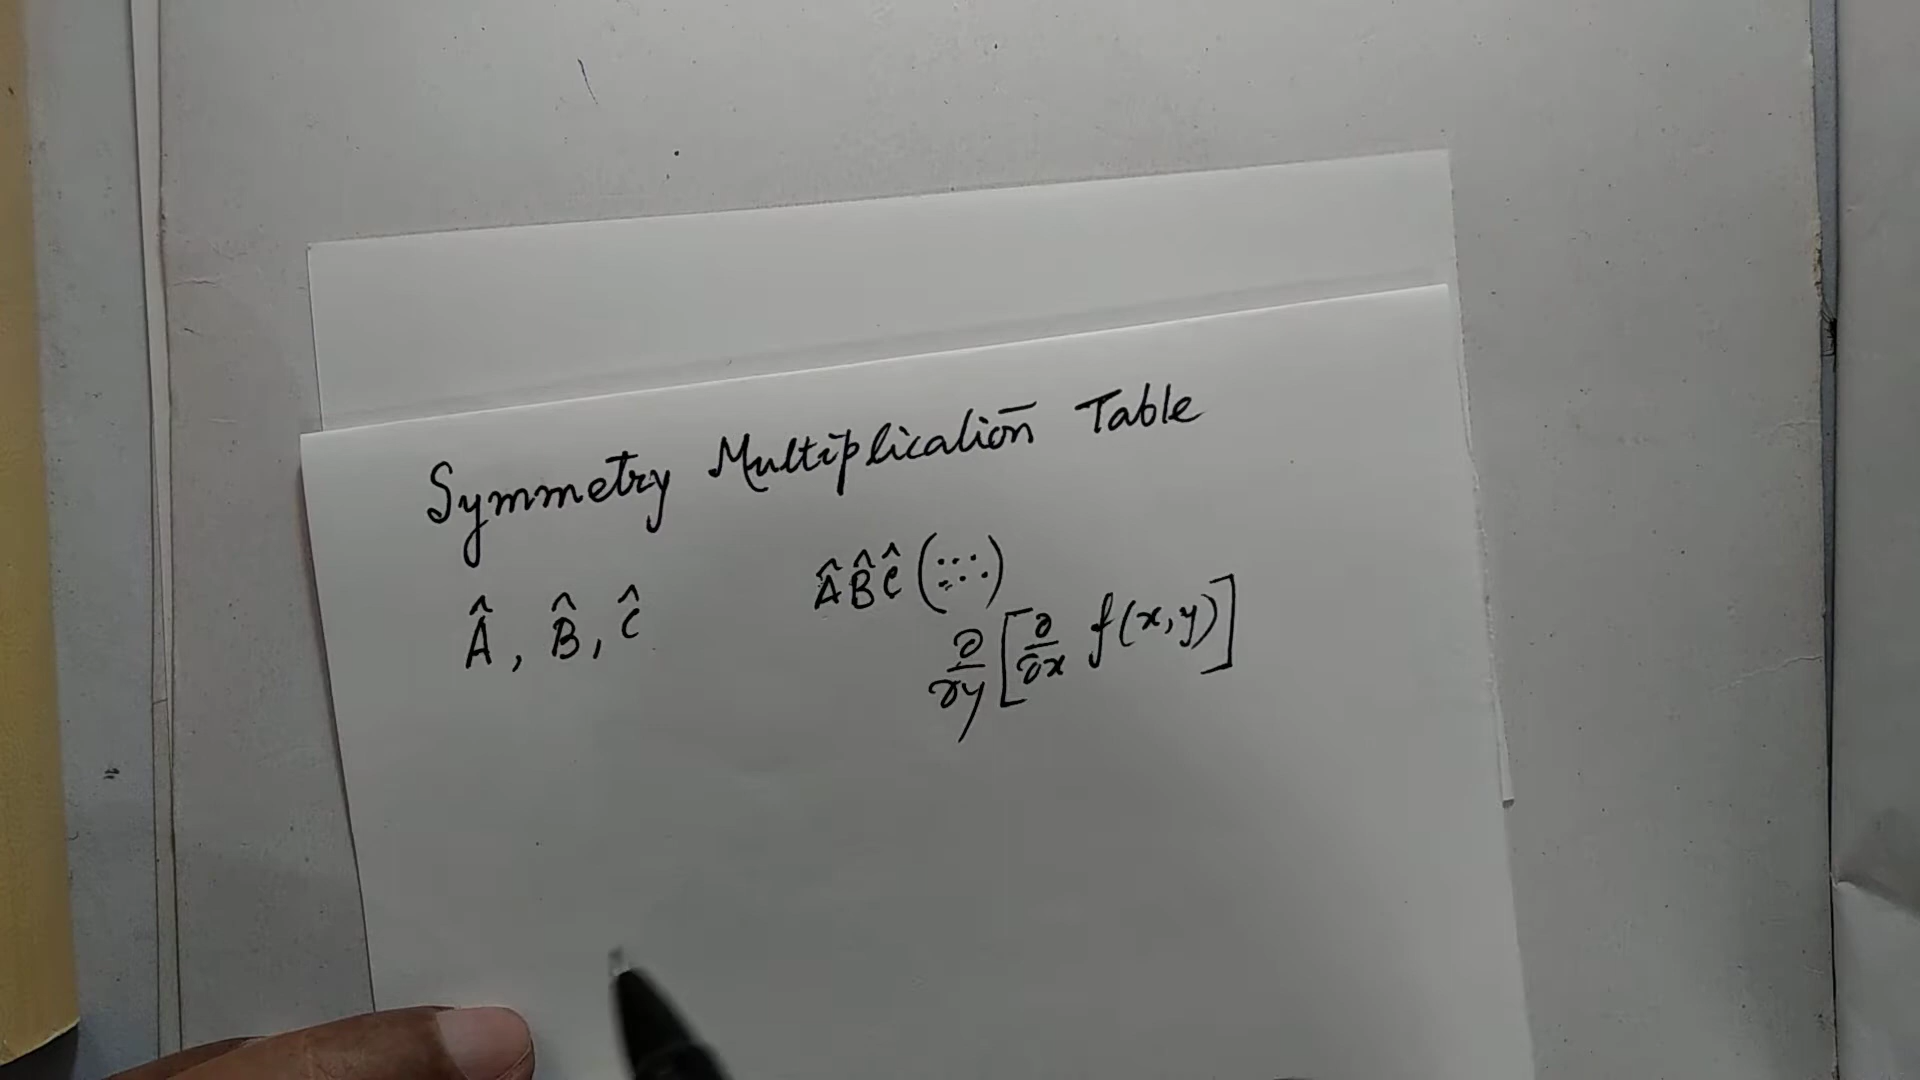 Symmetry Multiplication Table
Â, B̂, Ĉ
ÂB̂Ĉ(::::)
∂/∂y[∂/∂x f(x,y)]